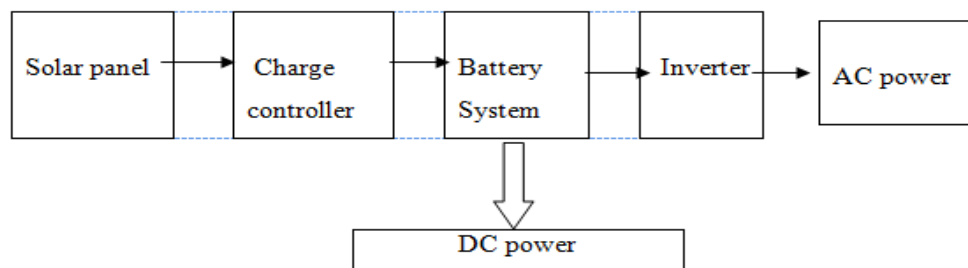 Solar panel
Charge
controller
Battery
System
Inverter
AC power
DC power